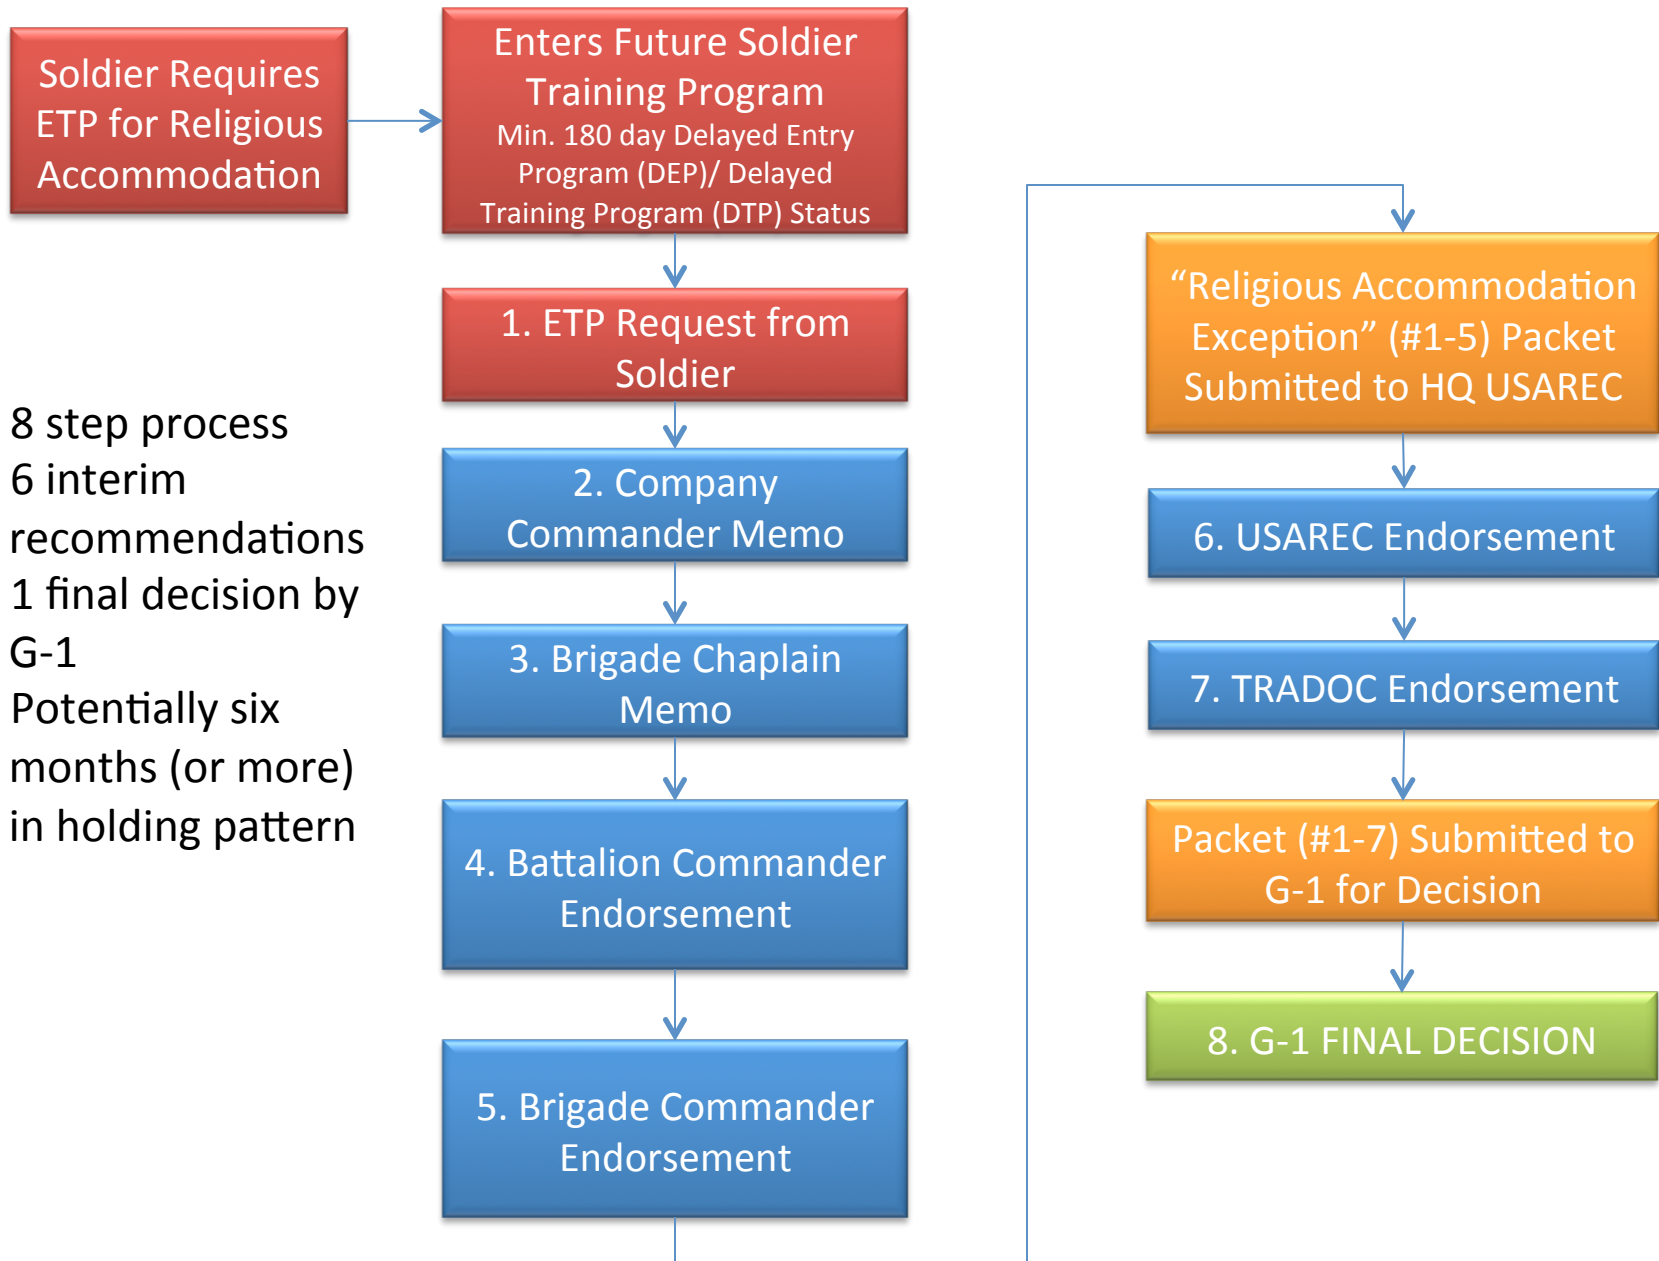 Soldier Requires
ETP for Religious
Accommodation
Enters Future Soldier
Training Program
Min. 180 day Delayed Entry
Program (DEP)/ Delayed
Training Program (DTP) Status
1. ETP Request from
Soldier
2. Company
Commander Memo
3. Brigade Chaplain
Memo
4. Battalion Commander
Endorsement
5. Brigade Commander
Endorsement
8 step process
6 interim
recommendations
1 final decision by
G-1
Potentially six
months (or more)
in holding pattern
“Religious Accommodation
Exception” (#1-5) Packet
Submitted to HQ USAREC
6. USAREC Endorsement
7. TRADOC Endorsement
Packet (#1-7) Submitted to
G-1 for Decision
8. G-1 FINAL DECISION